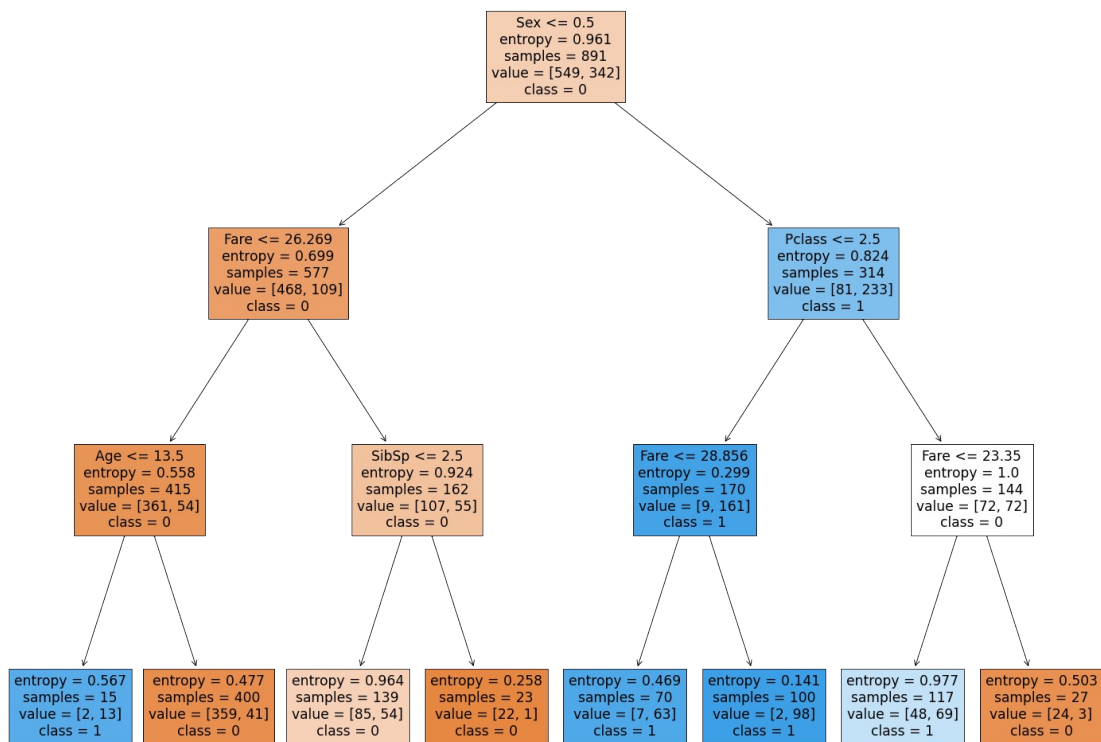 Sex <= 0.5
entropy = 0.961
samples = 891
value = [549, 342]
class = 0
Fare <= 26.269
entropy = 0.699
samples = 577
value = [468, 109]
class = 0
Pclass <= 2.5
entropy = 0.824
samples = 314
value = [81, 233]
class = 1
Age <= 13.5
entropy = 0.558
samples = 415
value = [361, 54]
class = 0
SibSp <= 2.5
entropy = 0.924
samples = 162
value = [107, 55]
class = 0
Fare <= 28.856
entropy = 0.299
samples = 170
value = [9, 161]
class = 1
Fare <= 23.35
entropy = 1.0
samples = 144
value = [72, 72]
class = 0
entropy = 0.567
samples = 15
value = [2, 13]
class = 1
entropy = 0.477
samples = 400
value = [359, 41]
class = 0
entropy = 0.964
samples = 139
value = [85, 54]
class = 0
entropy = 0.258
samples = 23
value = [22, 1]
class = 0
entropy = 0.469
samples = 70
value = [7, 63]
class = 1
entropy = 0.141
samples = 100
value = [2, 98]
class = 1
entropy = 0.977
samples = 117
value = [48, 69]
class = 1
entropy = 0.503
samples = 27
value = [24, 3]
class = 0